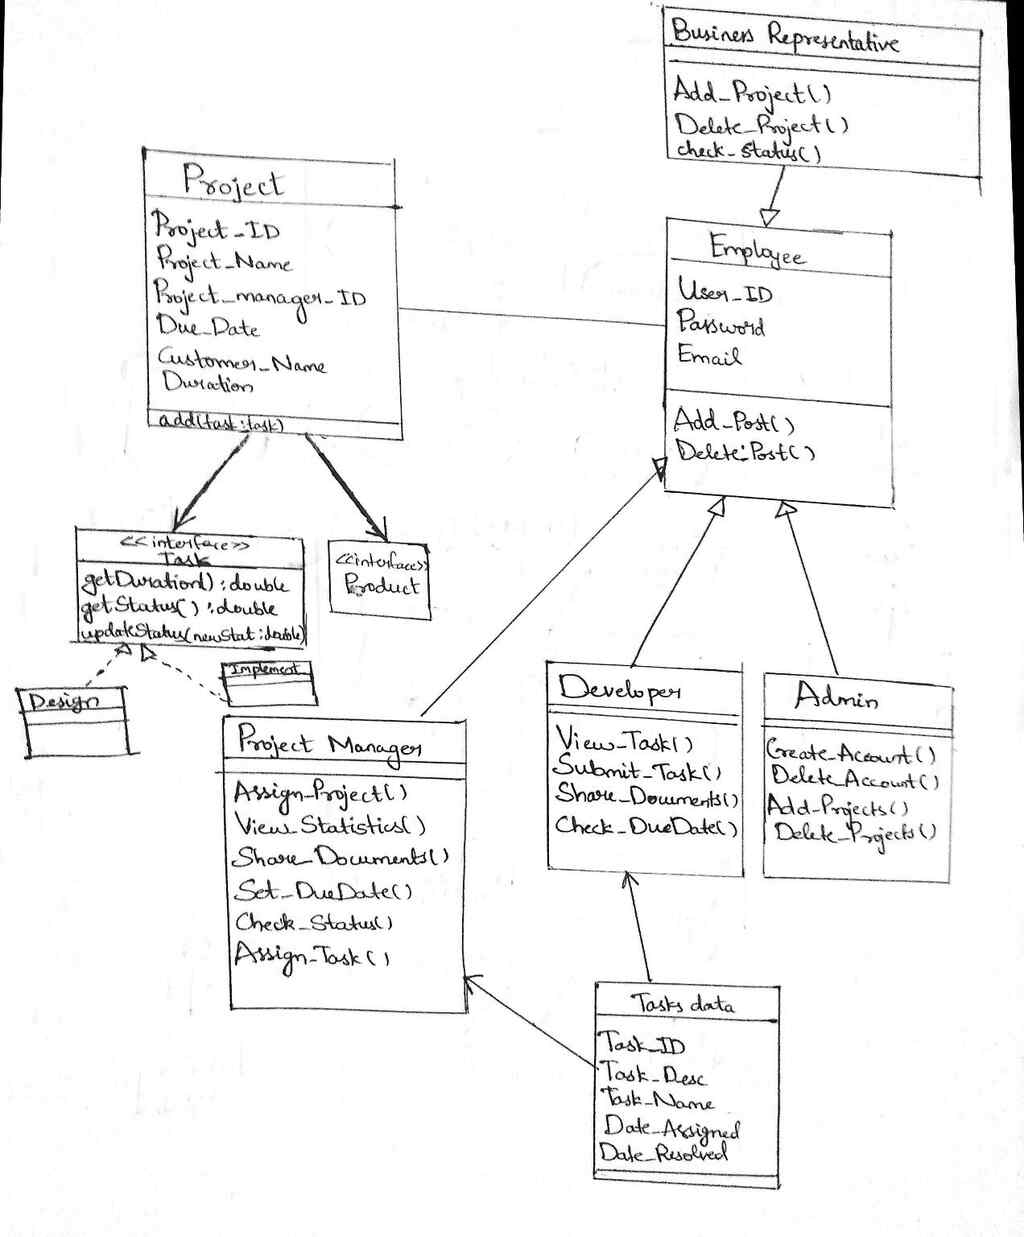 Business Representative
Add_Project()
Delete_Project()
check_status()
Project
Project_ID
Project_Name
Project_manager_ID
Due_Date
Customer_Name
Duration
add(task:task)
Employee
User_ID
Password
Email
Add_Post()
Delete_Post()
<<interface>>
Task
getDuration():double
getStatus():double
updateStatus(newStat:double)
<<interface>>
Product
Design
Implement
Project Manager
Assign_Project()
View_Statistics()
Share_Documents()
Set_DueDate()
Check_Status()
Assign_Task()
Developer
View_Task()
Submit_Task()
Share_Documents()
Check_DueDate()
Admin
Create_Account()
Delete_Account()
Add_Projects()
Delete_Projects()
Tasks data
Task_ID
Task_Desc
Task_Name
Date_Assigned
Date_Resolved